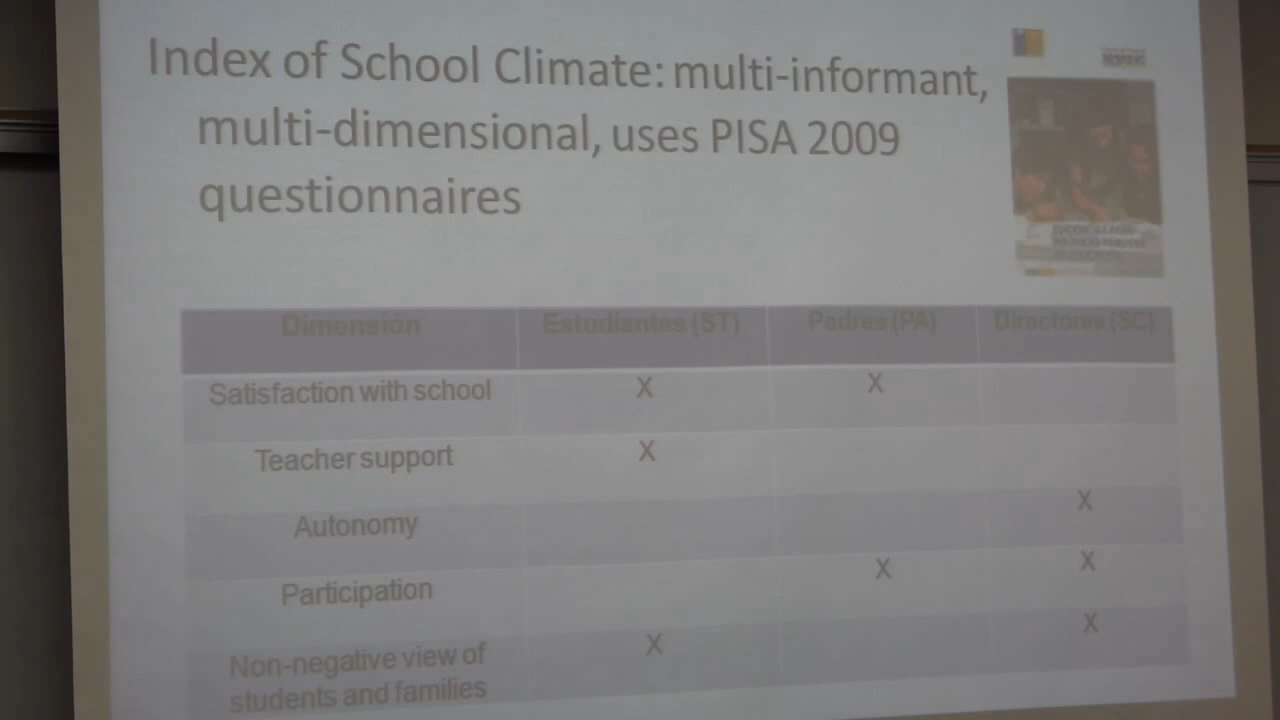 Index of School Climate: multi-informant,
multi-dimensional, uses PISA 2009
questionnaires
Dimensión Estudiantes (ST) Padres (PA) Directores (SC)
Satisfaction with school X X
Teacher support X
Autonomy X
Participation X X
Non-negative view of X X
students and families